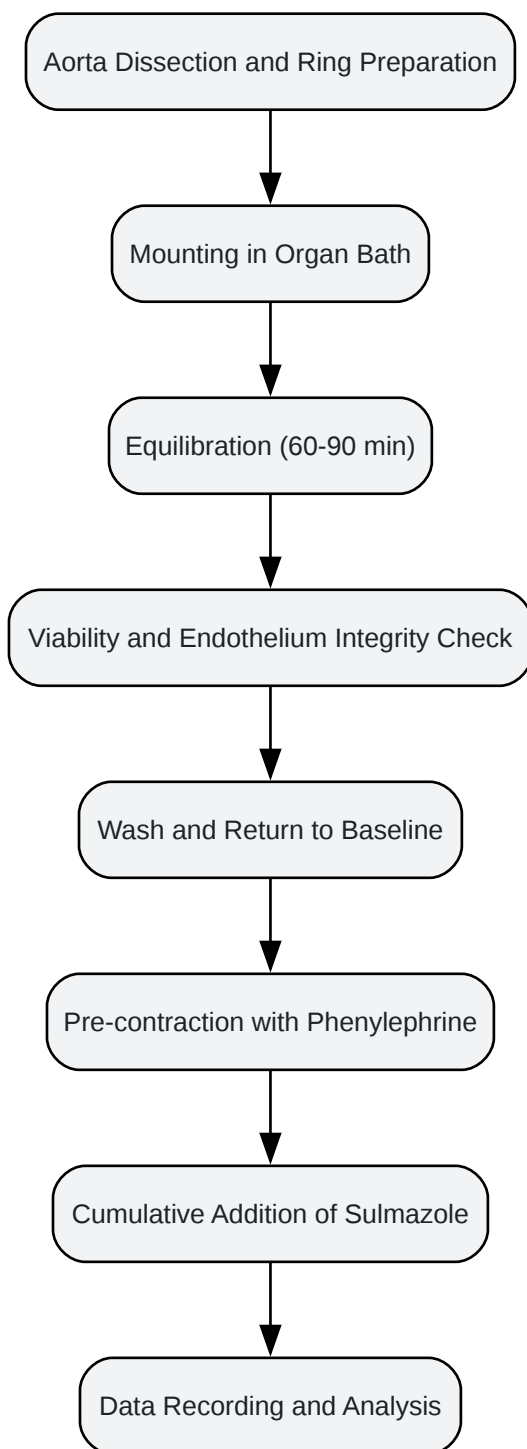 Aorta Dissection and Ring Preparation
Mounting in Organ Bath
Equilibration (60-90 min)
Viability and Endothelium Integrity Check
Wash and Return to Baseline
Pre-contraction with Phenylephrine
Cumulative Addition of Sulmazole
Data Recording and Analysis